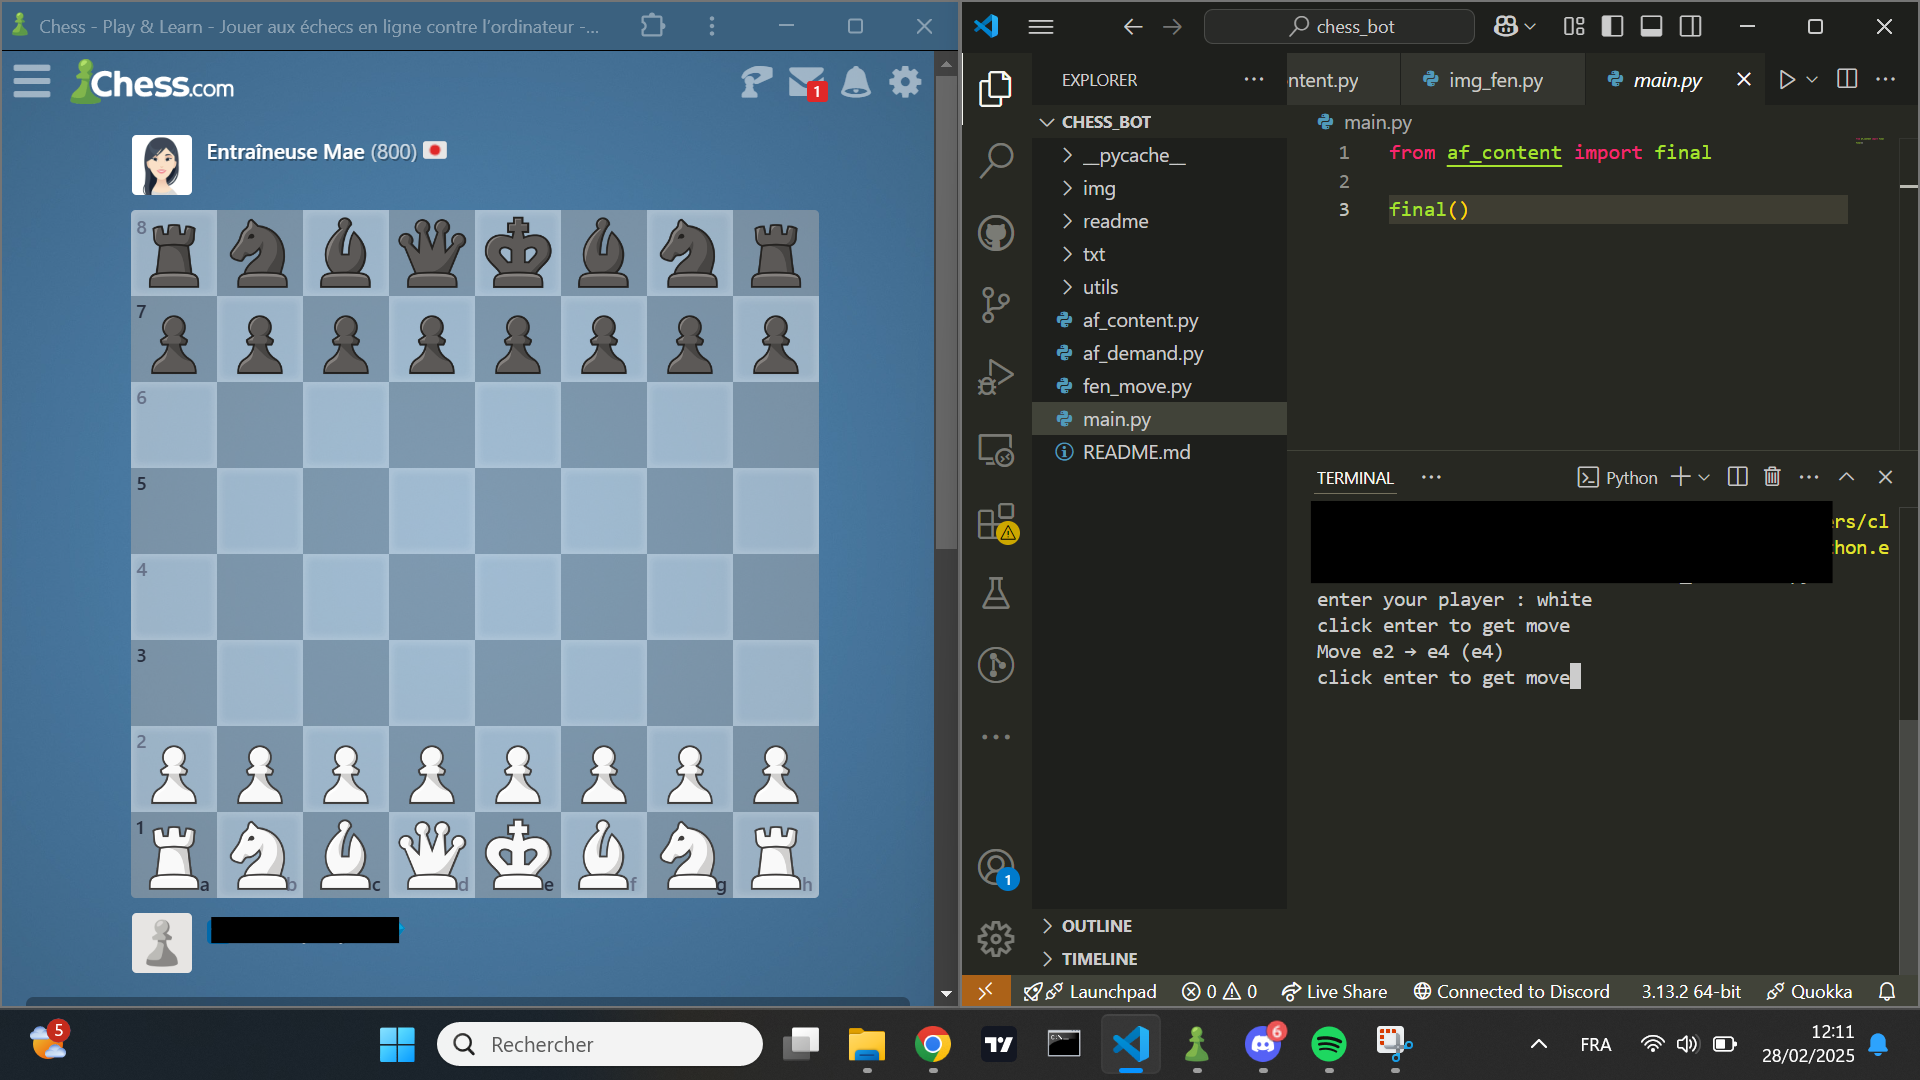 Chess - Play & Learn - Jouer aux échecs en ligne contre l'ordinateur -...
Chess.com
1
Entraîneuse Mae (800)
8
7
6
5
4
3
2
1
a b c d e f g h
chess_bot
EXPLORER
ntent.py
img_fen.py
main.py
CHESS_BOT
__pycache__
img
readme
txt
utils
af_content.py
af_demand.py
fen_move.py
main.py
README.md
OUTLINE
TIMELINE
1
main.py
1 from af_content import final
2
3 final()
TERMINAL
Python
ers/cl
hon.e
enter your player : white
click enter to get move
Move e2 → e4 (e4)
click enter to get move
Launchpad 0 0 Live Share Connected to Discord 3.13.2 64-bit Quokka
5
Rechercher
6
FRA
12:11
28/02/2025